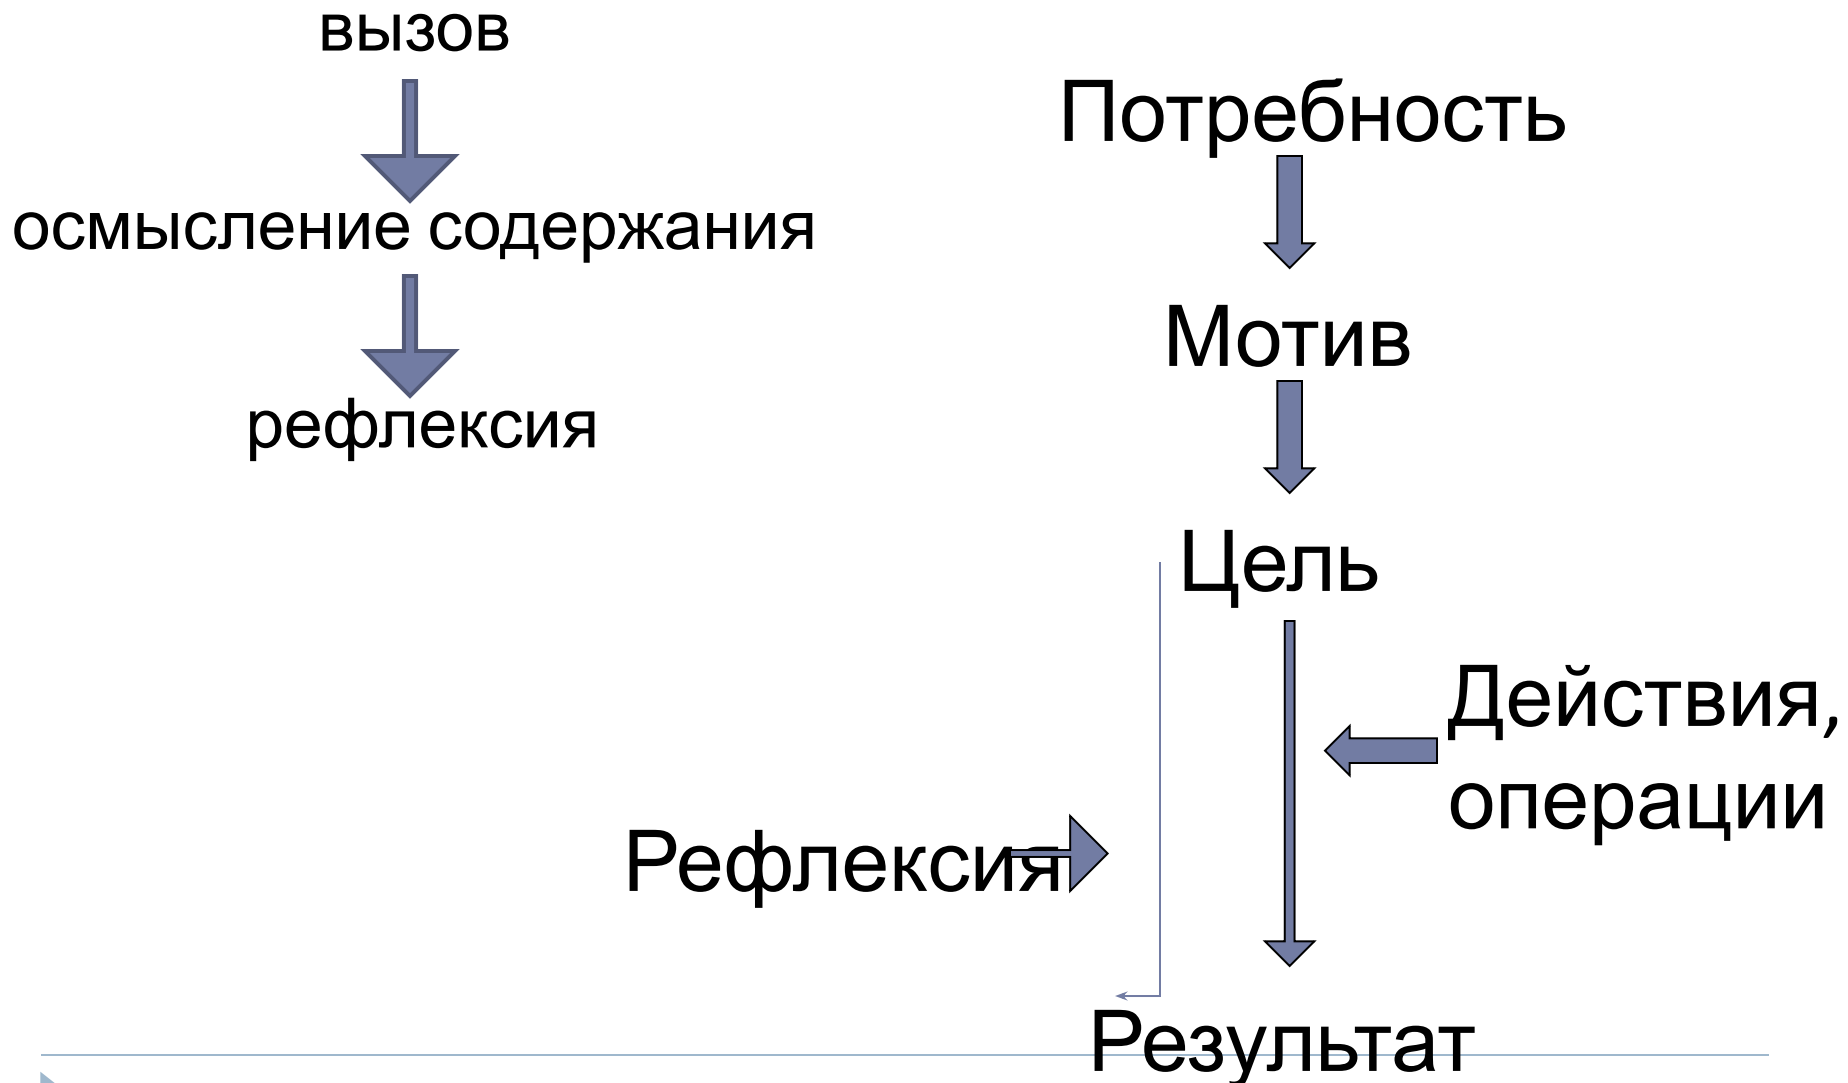 вызов
осмысление содержания
рефлексия
Потребность
Мотив
Цель
Действия,
операции
Рефлексия
Результат